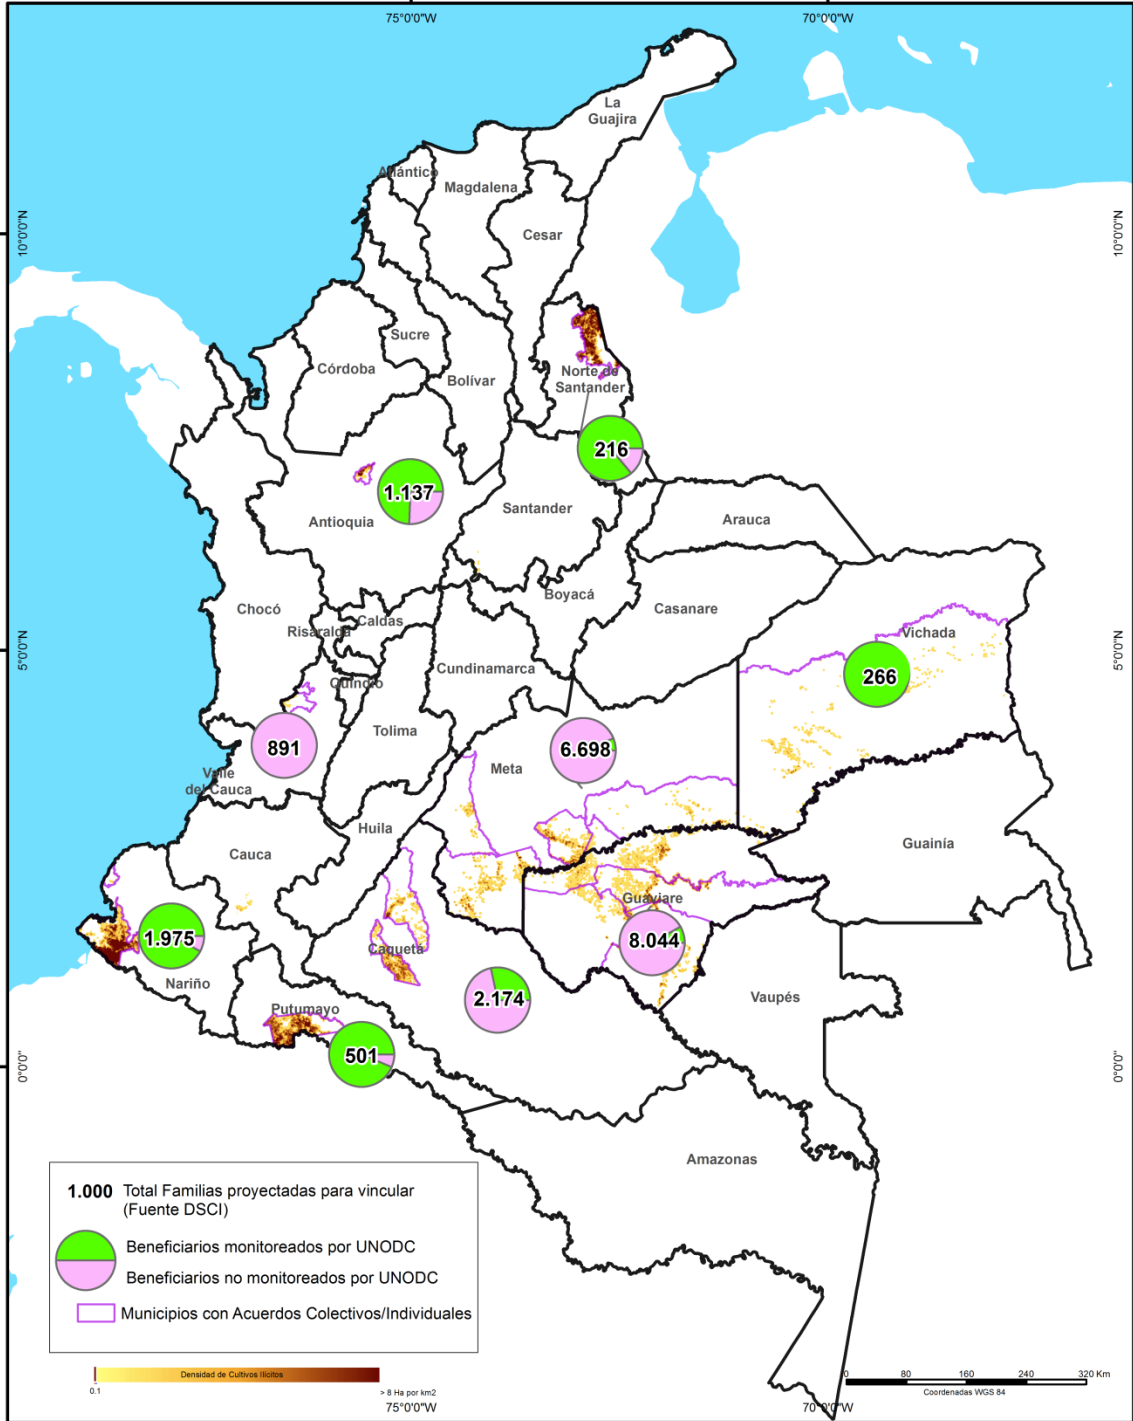 75°0'0"W
70°0'0"W
La
Guajira
Atlántico
Magdalena
Cesar
10°0'0"N
10°0'0"N
Sucre
Córdoba
Bolívar
Norte de
Santander
216
1.137
Antioquia
Santander
Arauca
Chocó
Boyacá
Casanare
Caldas
Risaralda
Vichada
5°0'0"N
5°0'0"N
Cundinamarca
Quindío
266
Tolima
891
6.698
Meta
Valle
del Cauca
Huila
Cauca
Guainía
Guaviare
1.975
8.044
Caquetá
Nariño
2.174
Vaupés
Putumayo
501
0°0'0"
0°0'0"
Amazonas
1.000 Total Familias proyectadas para vincular
(Fuente DSCI)
Beneficiarios monitoreados por UNODC
Beneficiarios no monitoreados por UNODC
Municipios con Acuerdos Colectivos/Individuales
Densidad de Cultivos Ilícitos
0.1
> 8 Ha por km2
0 80 160 240 320 Km
Coordenadas WGS 84
75°0'0"W
70°0'0"W